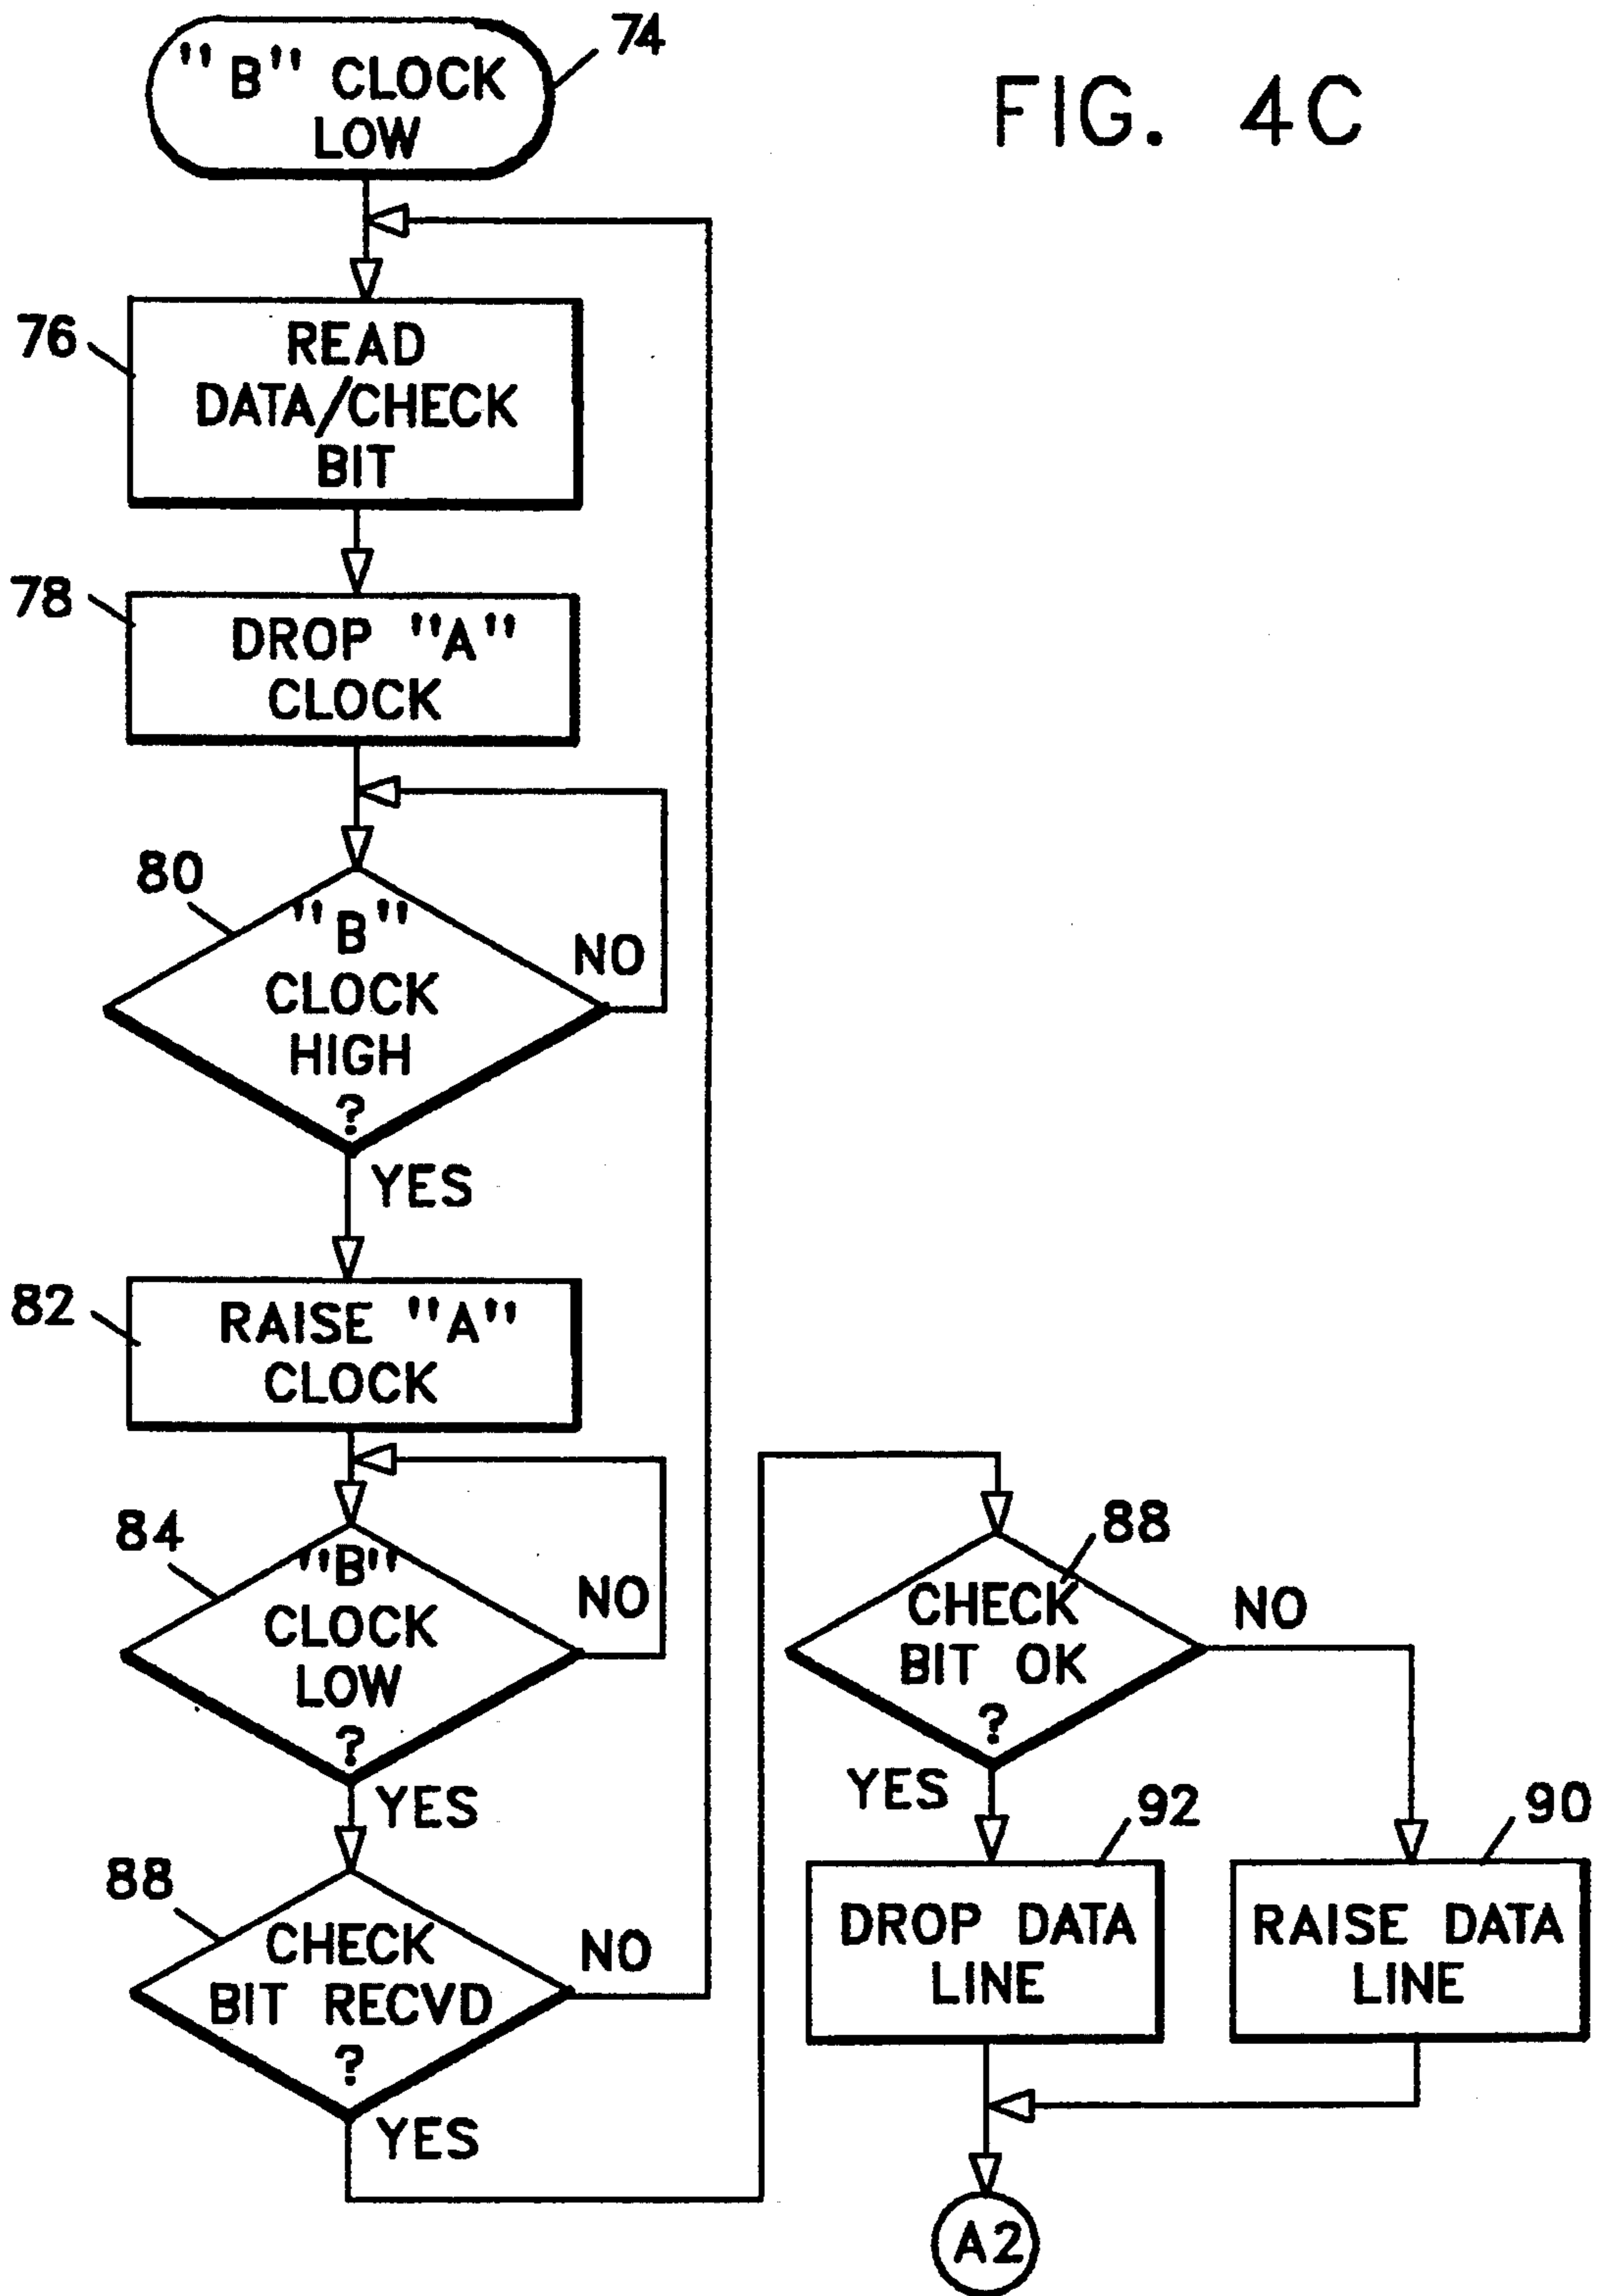 FIG. 4C
74
"B" CLOCK
LOW
76
READ
DATA/CHECK
BIT
78
DROP "A"
CLOCK
80
"B"
CLOCK
HIGH
?
NO
YES
82
RAISE "A"
CLOCK
84
"B"
CLOCK
LOW
?
NO
YES
88
CHECK
BIT RECVD
?
NO
YES
88
CHECK
BIT OK
?
NO
YES
92
DROP DATA
LINE
90
RAISE DATA
LINE
A2